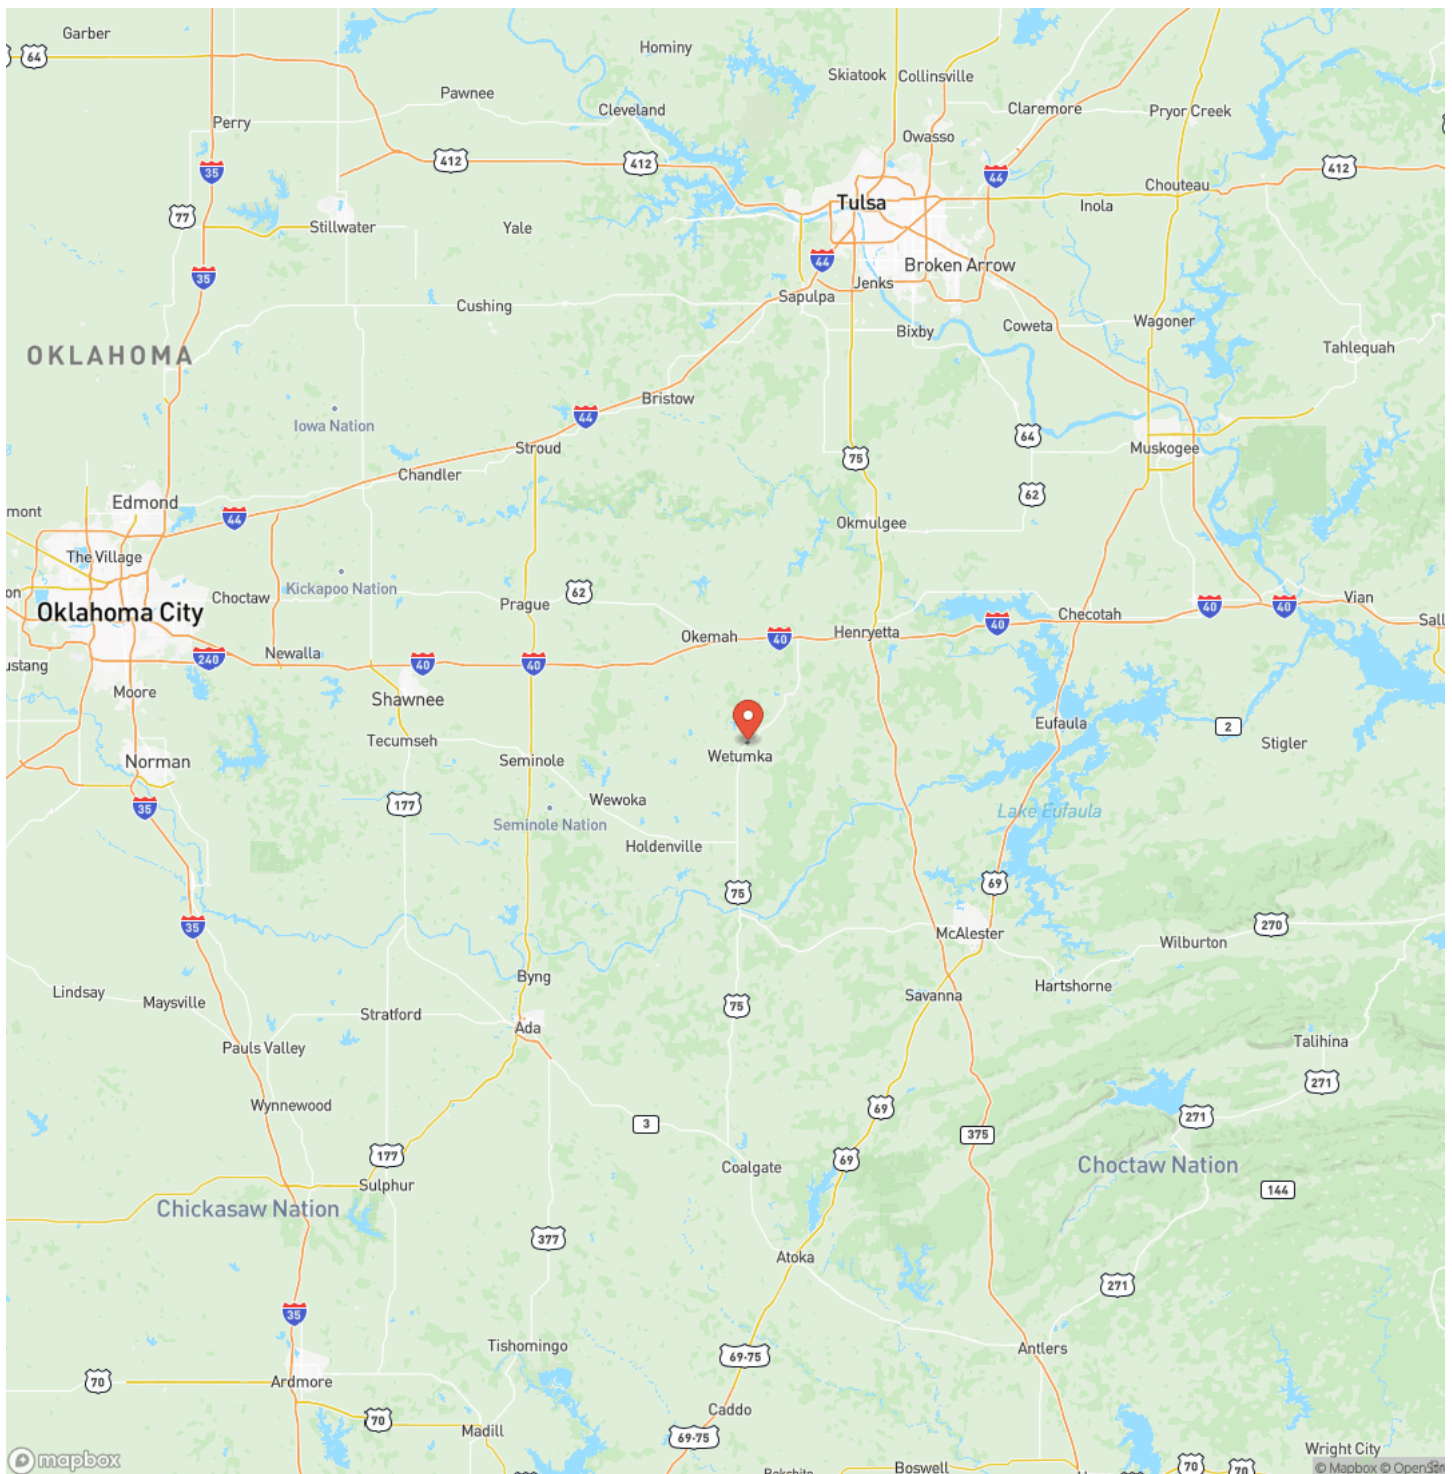 Garber
Hominy
64
Skiatook
Collinsville
Pawnee
Cleveland
Claremore
Pryor Creek
Perry
Owasso
412
412
412
35
44
Chouteau
Tulsa
Inola
77
Stillwater
Yale
44
Broken Arrow
35
Jenks
Sapulpa
Cushing
Bixby
Coweta
Wagoner
OKLAHOMA
Tahlequah
Bristow
44
Iowa Nation
64
Stroud
75
Muskogee
Chandler
62
Edmond
mont
44
Okmulgee
The Village
Kickapoo Nation
62
on
Choctaw
Prague
40
40
Vian
Oklahoma City
Checotah
Sall
Okemah
40
Henryetta
40
Newalla
240
40
40
ustang
Moore
Shawnee
Eufaula
2
Tecumseh
Stigler
Wetumka
Seminole
Norman
177
Wewoka
35
Seminole Nation
Lake Eufaula
Holdenville
69
75
35
McAlester
270
Wilburton
Byng
Hartshorne
Lindsay
Maysville
Savanna
75
Stratford
Ada
Pauls Valley
Talihina
271
Wynnewood
69
271
3
375
177
69
Coalgate
Choctaw Nation
Sulphur
144
Chickasaw Nation
377
Atoka
271
35
Tishomingo
Antlers
69-75
Ardmore
70
Caddo
70
Madill
69-75
Wright City
mapbox
Boswell
70
70
© Mapbox © OpenStr